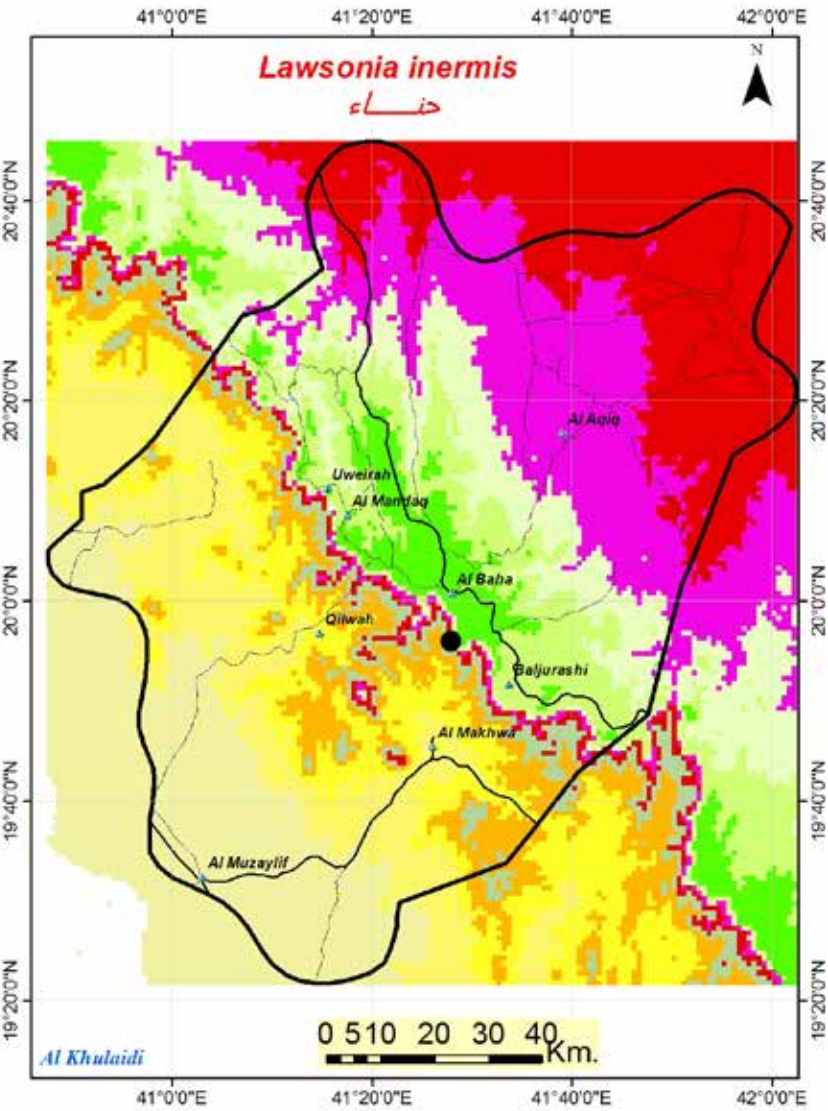 41°0'0"E 41°20'0"E 41°40'0"E 42°0'0"E
N
Lawsonia inermis
حنــــاء
20°40'0"N 20°40'0"N
20°20'0"N 20°20'0"N
Al Aqiq
Uweirah
Al Mandaq
Al Baha
20°0'0"N 20°0'0"N
Qilwah
Baljurashi
Al Makhwa
19°40'0"N 19°40'0"N
Al Muzaylif
19°20'0"N 19°20'0"N
0 5 10 20 30 40 Km.
Al Khulaidi
41°0'0"E 41°20'0"E 41°40'0"E 42°0'0"E